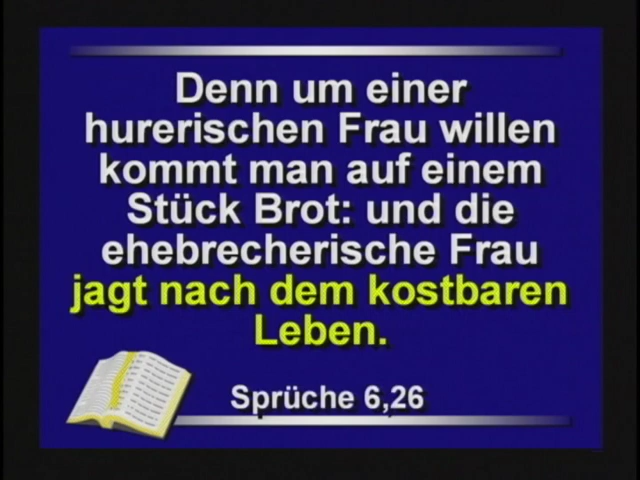 Denn um einer
hurerischen Frau willen
kommt man auf einem
Stück Brot: und die
ehebrecherische Frau
jagt nach dem kostbaren
Leben.
Sprüche 6,26